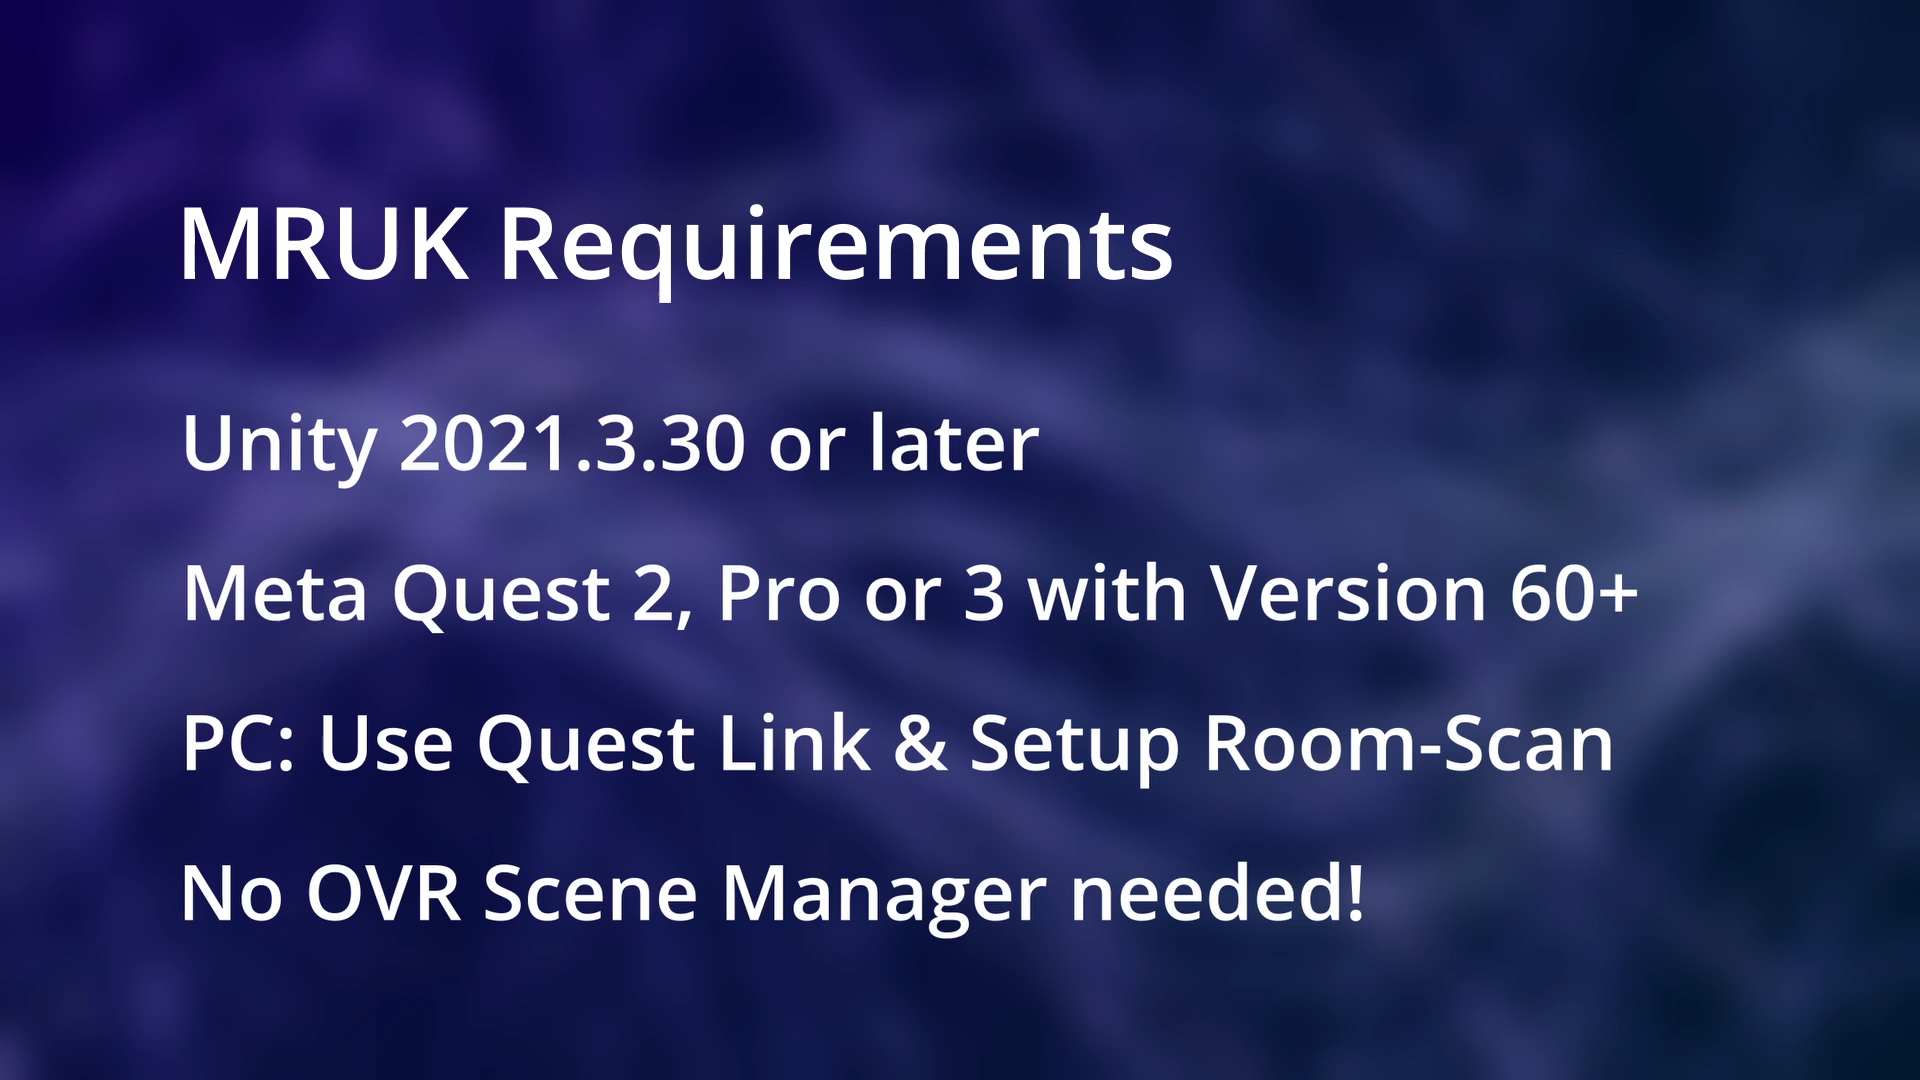 MRUK Requirements
Unity 2021.3.30 or later
Meta Quest 2, Pro or 3 with Version 60+
PC: Use Quest Link & Setup Room-Scan
No OVR Scene Manager needed!